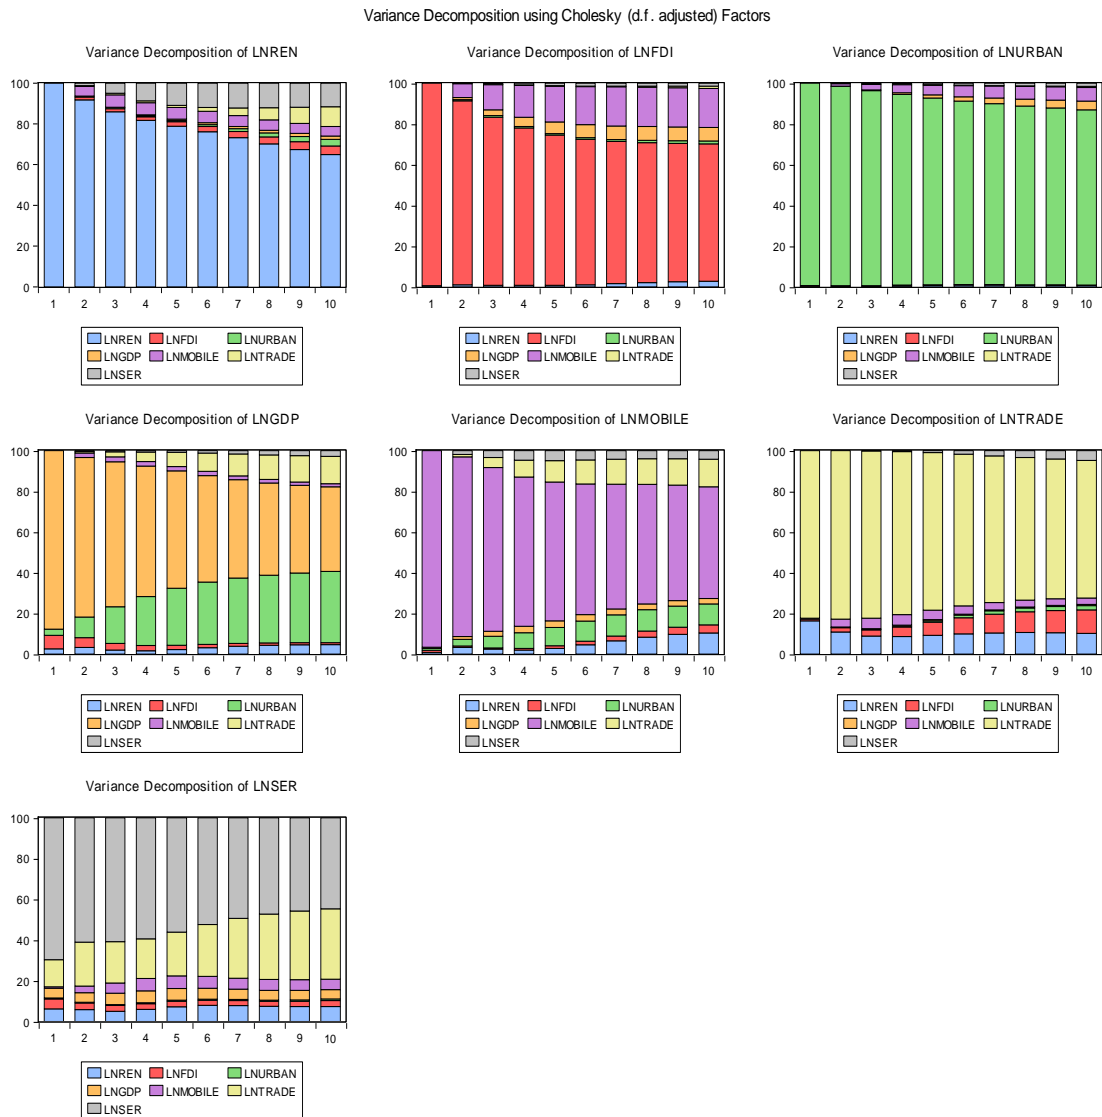 Variance Decomposition using Cholesky (d.f. adjusted) Factors
Variance Decomposition of LNREN
100
80
60
40
20
0
1 2 3 4 5 6 7 8 9 10
LNREN LNFDI LNURBAN
LNGDP LNMOBILE LNTRADE
LNSER
Variance Decomposition of LNFDI
100
80
60
40
20
0
1 2 3 4 5 6 7 8 9 10
LNREN LNFDI LNURBAN
LNGDP LNMOBILE LNTRADE
LNSER
Variance Decomposition of LNURBAN
100
80
60
40
20
0
1 2 3 4 5 6 7 8 9 10
LNREN LNFDI LNURBAN
LNGDP LNMOBILE LNTRADE
LNSER
Variance Decomposition of LNGDP
100
80
60
40
20
0
1 2 3 4 5 6 7 8 9 10
LNREN LNFDI LNURBAN
LNGDP LNMOBILE LNTRADE
LNSER
Variance Decomposition of LNMOBILE
100
80
60
40
20
0
1 2 3 4 5 6 7 8 9 10
LNREN LNFDI LNURBAN
LNGDP LNMOBILE LNTRADE
LNSER
Variance Decomposition of LNTRADE
100
80
60
40
20
0
1 2 3 4 5 6 7 8 9 10
LNREN LNFDI LNURBAN
LNGDP LNMOBILE LNTRADE
LNSER
Variance Decomposition of LNSER
100
80
60
40
20
0
1 2 3 4 5 6 7 8 9 10
LNREN LNFDI LNURBAN
LNGDP LNMOBILE LNTRADE
LNSER